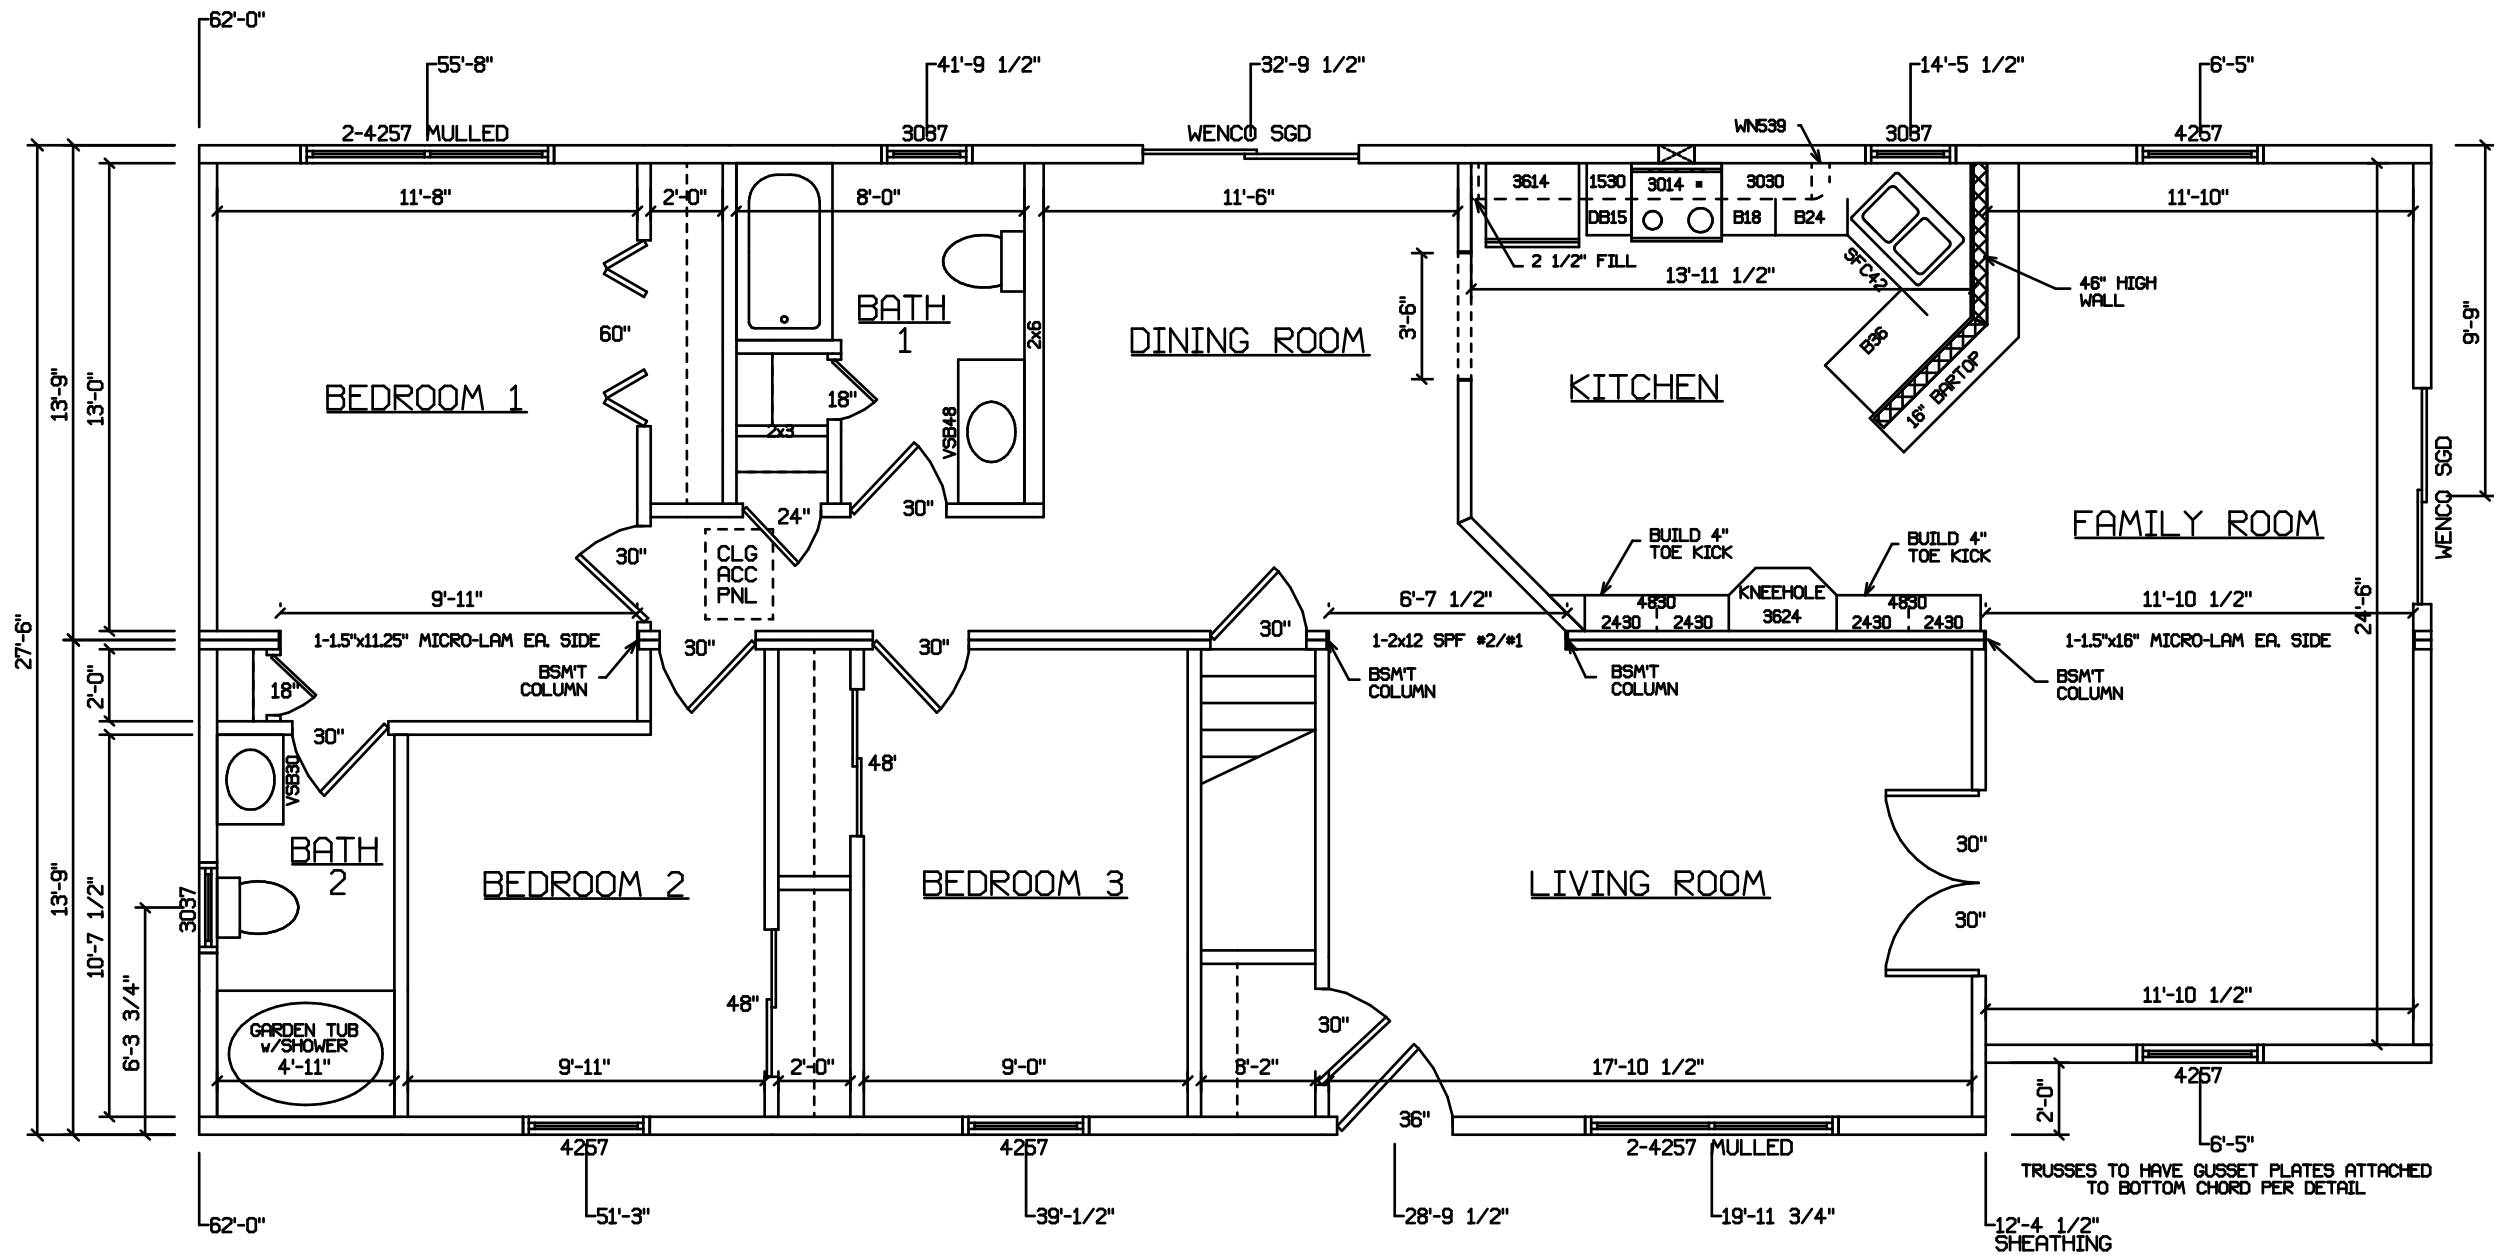 62'-0"
55'-8"
41'-9 1/2"
32'-9 1/2"
14'-5 1/2"
6'-5"
2-4257 MULLED
3037
WENCO SGD
WN539
3037
4257
11'-8"
2'-0"
8'-0"
11'-6"
3614
1530
3014
3030
11'-10"
DB15
B18
B24
2 1/2" FILL
SFC42
13'-11 1/2"
46" HIGH
WALL
60"
BATH
1
2x6
DINING ROOM
3'-6"
B36
9'-9"
BEDROOM 1
13'-9"
13'-0"
18"
KITCHEN
16" BARTOP
2x3
VSB48
WENCO SGD
30"
24"
FAMILY ROOM
BUILD 4"
TOE KICK
BUILD 4"
TOE KICK
30"
CLG
ACC
PNL
KNEEHOLE
3624
9'-11"
6'-7 1/2"
4830
2430
2430
4830
2430
2430
11'-10 1/2"
24'-6"
27'-6"
1-1.5"x11.25" MICRO-LAM EA. SIDE
30"
30"
30"
1-2x12 SPF #2/#1
1-1.5"x16" MICRO-LAM EA. SIDE
BSM'T
COLUMN
BSM'T
COLUMN
BSM'T
COLUMN
BSM'T
COLUMN
2'-0"
18"
30"
VSB30
48'
BATH
2
30"
3037
BEDROOM 2
BEDROOM 3
LIVING ROOM
13'-9"
10'-7 1/2"
30"
6'-3 3/4"
48"
11'-10 1/2"
GARDEN TUB
w/SHOWER
4'-11"
30"
9'-11"
2'-0"
9'-0"
3'-2"
17'-10 1/2"
4257
2'-0"
36"
4257
4257
2-4257 MULLED
6'-5"
TRUSSES TO HAVE GUSSET PLATES ATTACHED
TO BOTTOM CHORD PER DETAIL
62'-0"
51'-3"
39'-1/2"
28'-9 1/2"
19'-11 3/4"
12'-4 1/2"
SHEATHING